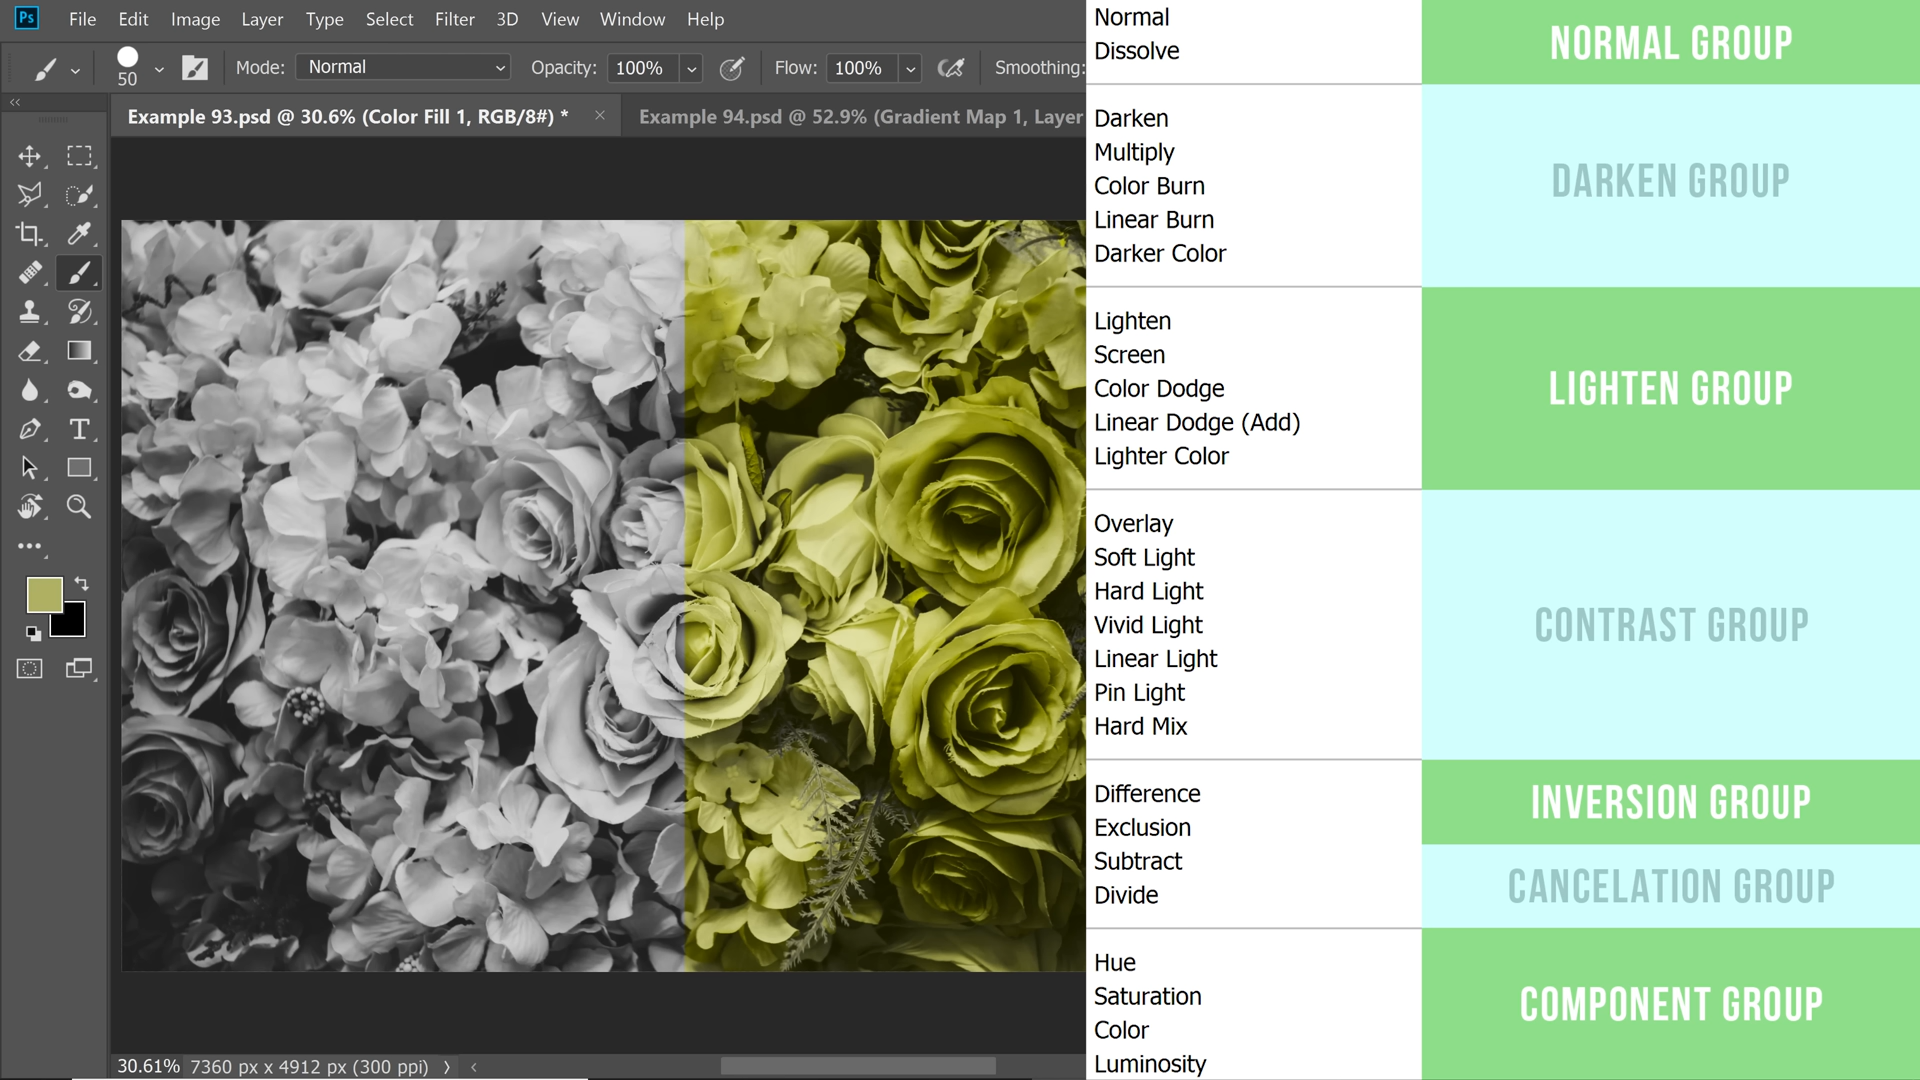 Ps File Edit Image Layer Type Select Filter 3D View Window Help
50 Mode: Normal Opacity: 100% Flow: 100% Smoothing:
Example 93.psd @ 30.6% (Color Fill 1, RGB/8#) * × Example 94.psd @ 52.9% (Gradient Map 1, Layer
30.61% 7360 px x 4912 px (300 ppi)
Normal
Dissolve
NORMAL GROUP
Darken
Multiply
Color Burn
Linear Burn
Darker Color
DARKEN GROUP
Lighten
Screen
Color Dodge
Linear Dodge (Add)
Lighter Color
LIGHTEN GROUP
Overlay
Soft Light
Hard Light
Vivid Light
Linear Light
Pin Light
Hard Mix
CONTRAST GROUP
Difference
Exclusion
INVERSION GROUP
Subtract
Divide
CANCELATION GROUP
Hue
Saturation
Color
Luminosity
COMPONENT GROUP